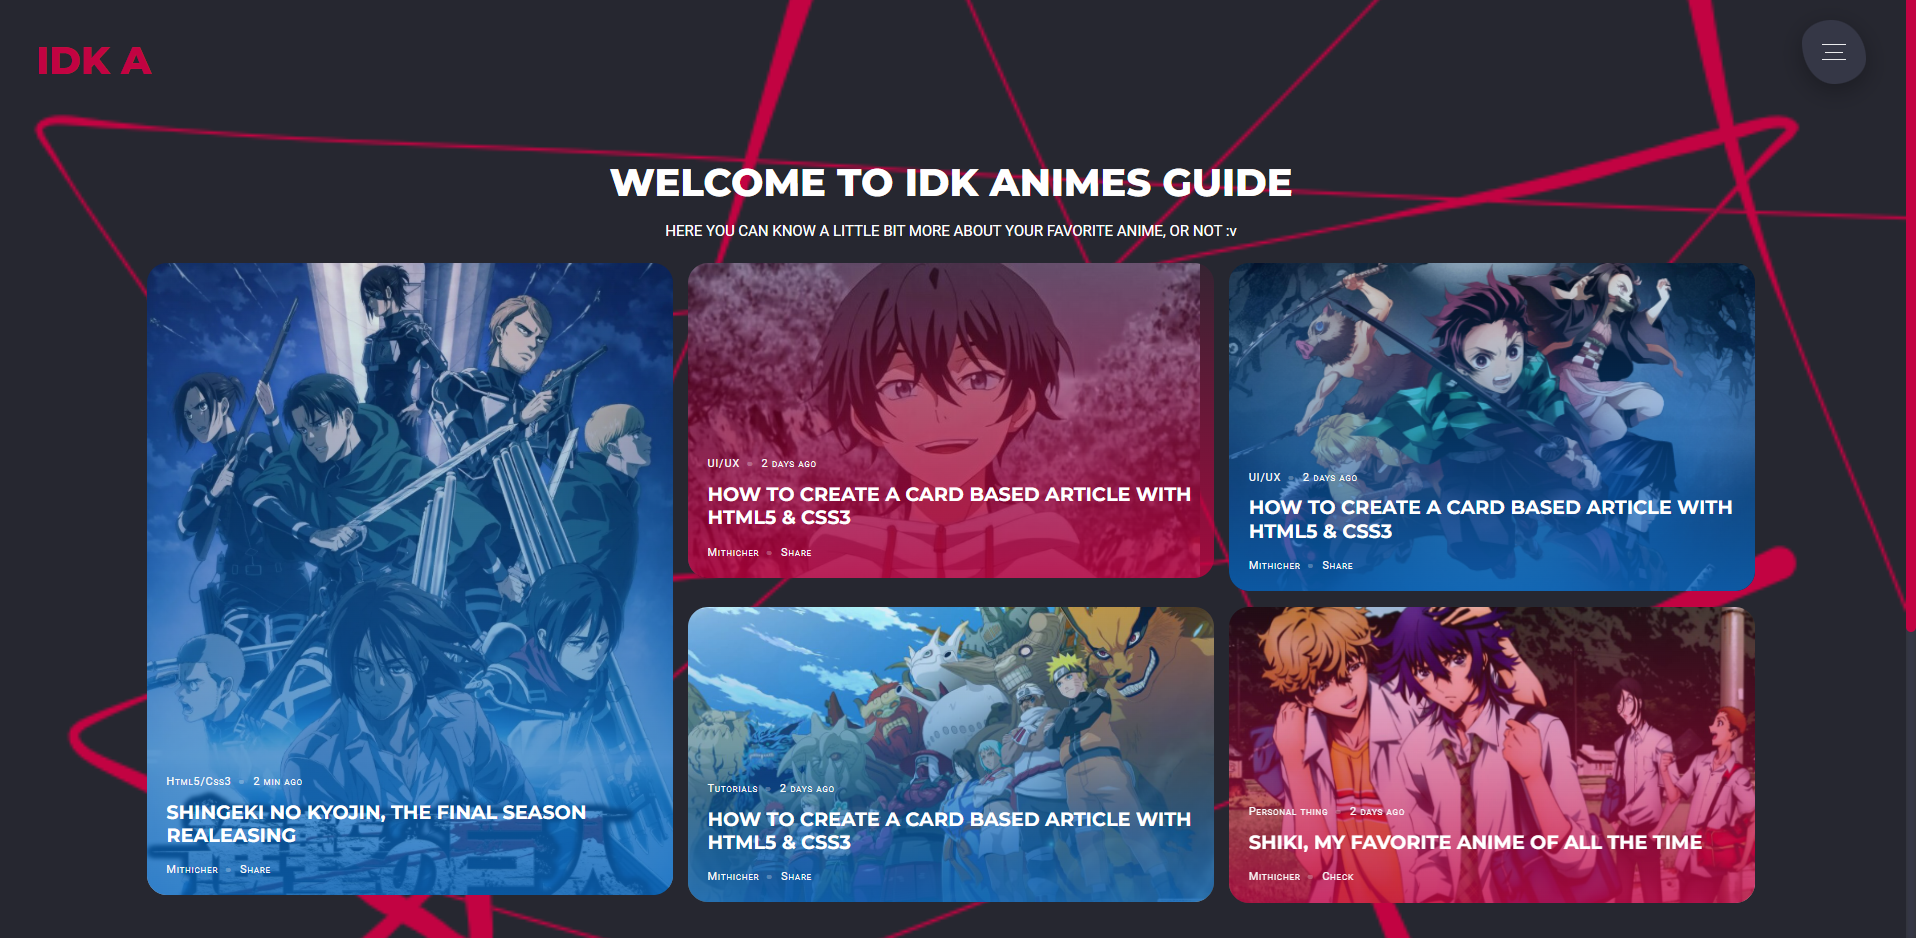 IDK A
WELCOME TO IDK ANIMES GUIDE
HERE YOU CAN KNOW A LITTLE BIT MORE ABOUT YOUR FAVORITE ANIME, OR NOT :v
Html5/Css3 2 min ago
SHINGEKI NO KYOJIN, THE FINAL SEASON
REALEASING
Mithicher Share
UI/UX 2 days ago
HOW TO CREATE A CARD BASED ARTICLE WITH
HTML5 & CSS3
Mithicher Share
UI/UX 2 days ago
HOW TO CREATE A CARD BASED ARTICLE WITH
HTML5 & CSS3
Mithicher Share
Tutorials 2 days ago
HOW TO CREATE A CARD BASED ARTICLE WITH
HTML5 & CSS3
Mithicher Share
Personal thing 2 days ago
SHIKI, MY FAVORITE ANIME OF ALL THE TIME
Mithicher Check